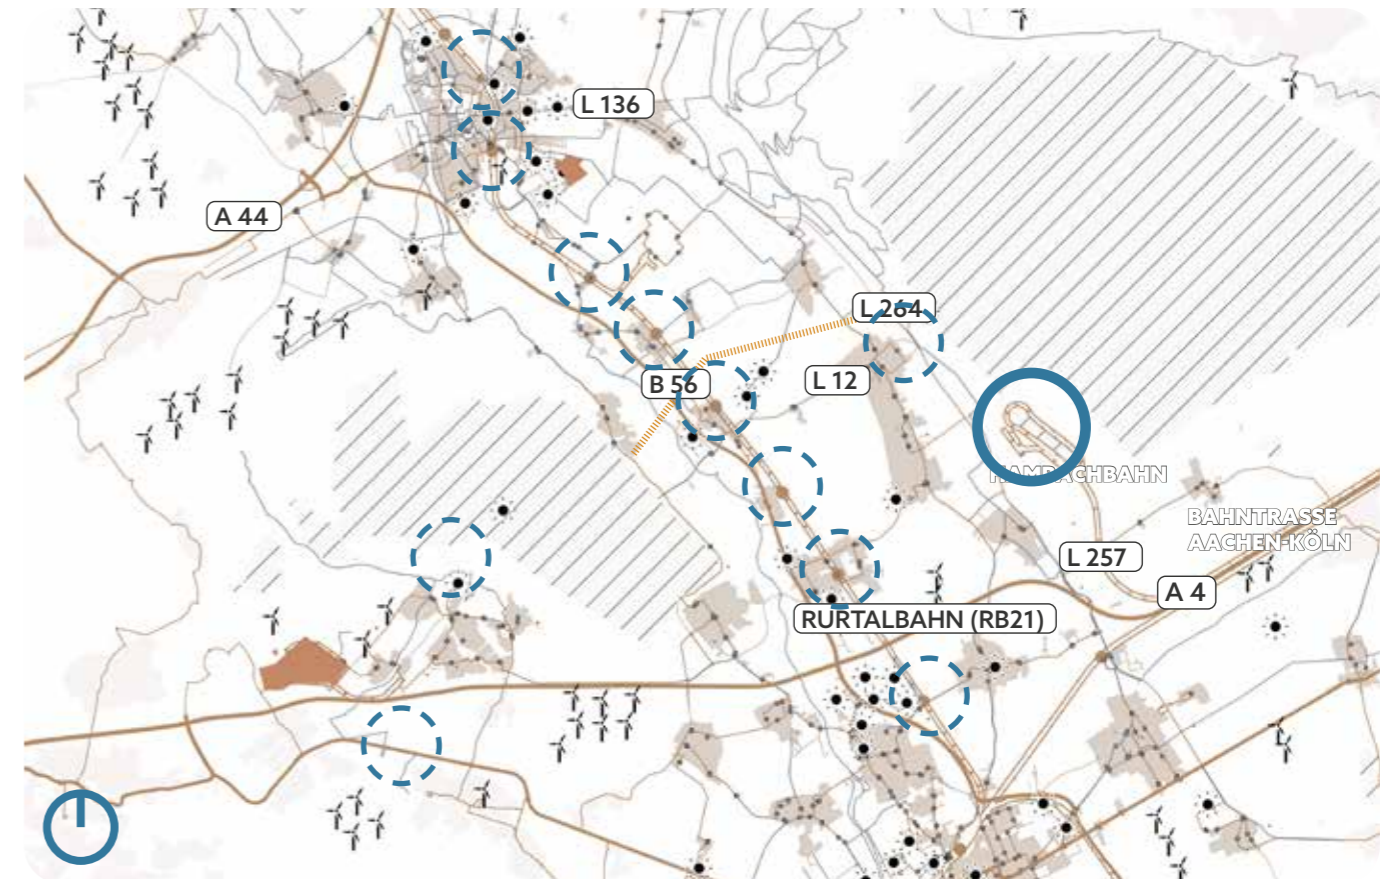 L 136
A 44
L 264
L 12
B 56
HAMBACHBAHN
BAHNTRASSE
AACHEN-KÖLN
L 257
A 4
RURTALBAHN (RB21)